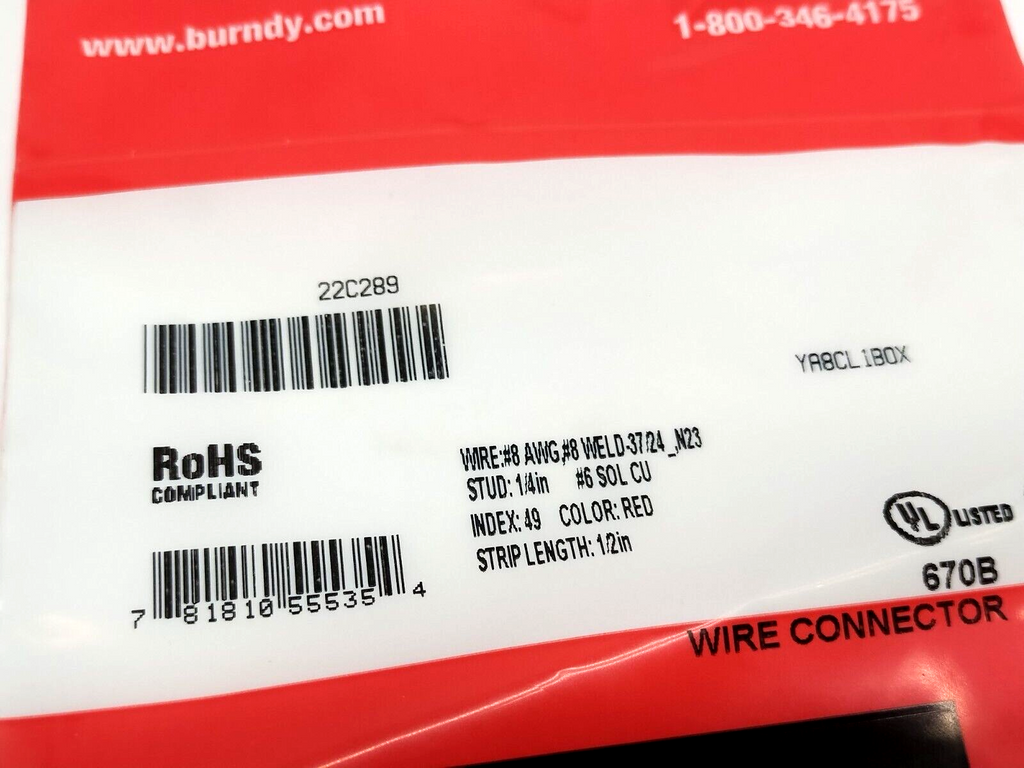 www.burndy.com 1-800-346-4175
22C289
YA8CL1BOX
RoHS
COMPLIANT
WIRE:#8 AWG,#8 WELD-37/24 _,N23
STUD: 1/4in #6 SOL CU
INDEX: 49 COLOR: RED
STRIP LENGTH: 1/2in
7 81810 55535 4
UL LISTED
670B
WIRE CONNECTOR